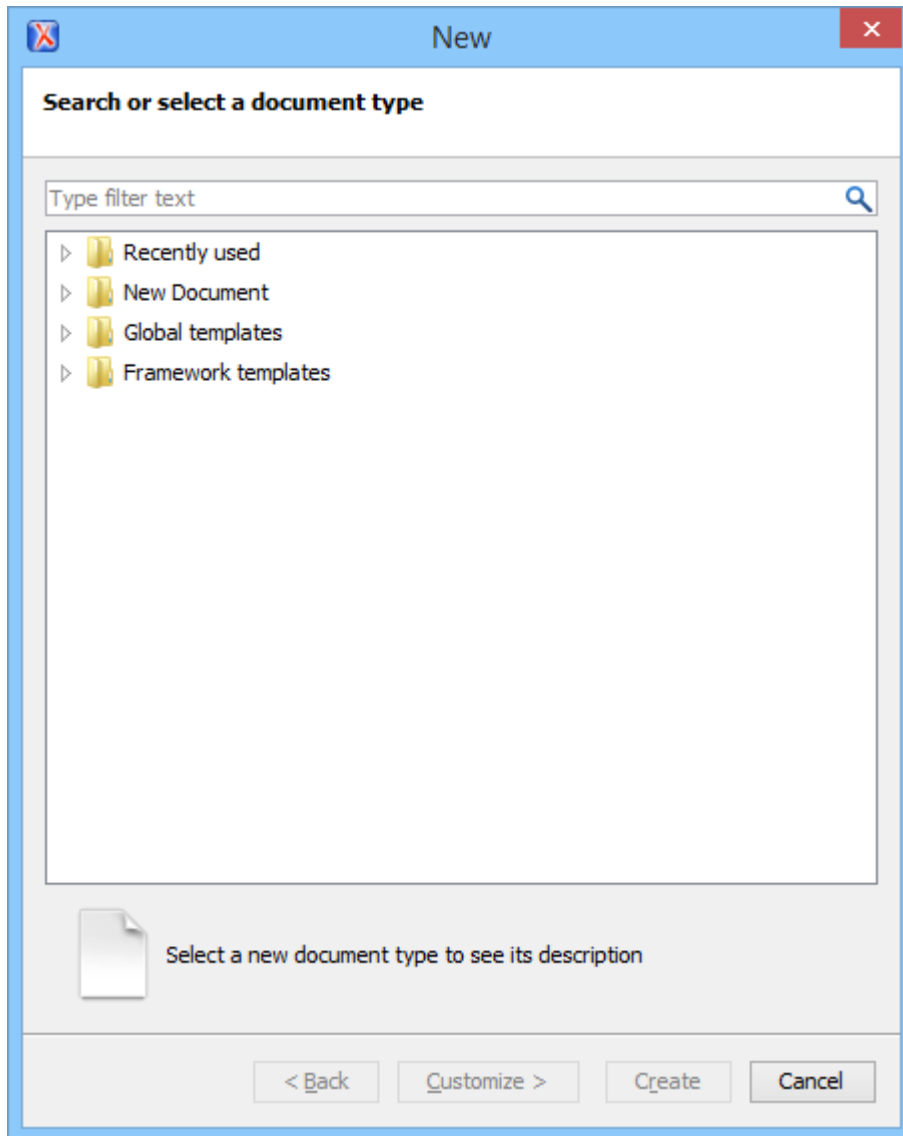 New
Search or select a document type
Type filter text
Recently used
New Document
Global templates
Framework templates
Select a new document type to see its description
< Back Customize > Create Cancel